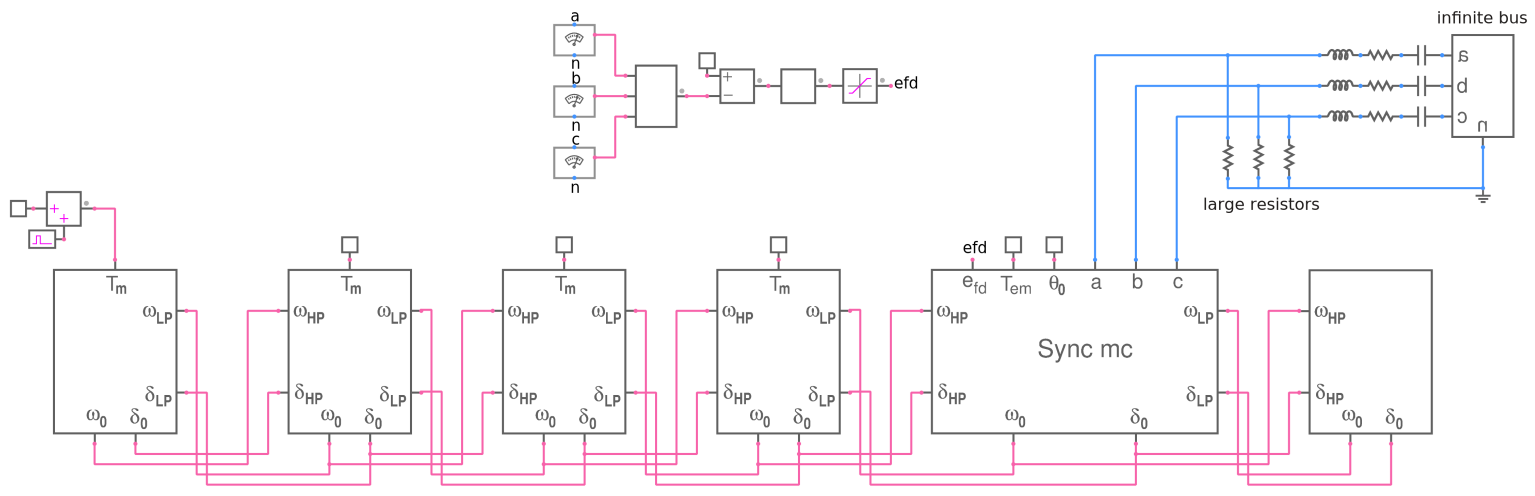 a
infinite bus
n
b
a
+
−
efd
b
n
c
c
n
n
large resistors
+
+
efd
Tm
Tm
Tm
Tm
efd
Tem
θ0
a
b
c
ωLP
ωHP
ωLP
ωHP
ωLP
ωHP
ωLP
ωHP
ωLP
ωHP
Sync mc
δLP
δHP
δLP
δHP
δLP
δHP
δLP
δHP
δLP
δHP
ω0
δ0
ω0
δ0
ω0
δ0
ω0
δ0
ω0
δ0
ω0
δ0